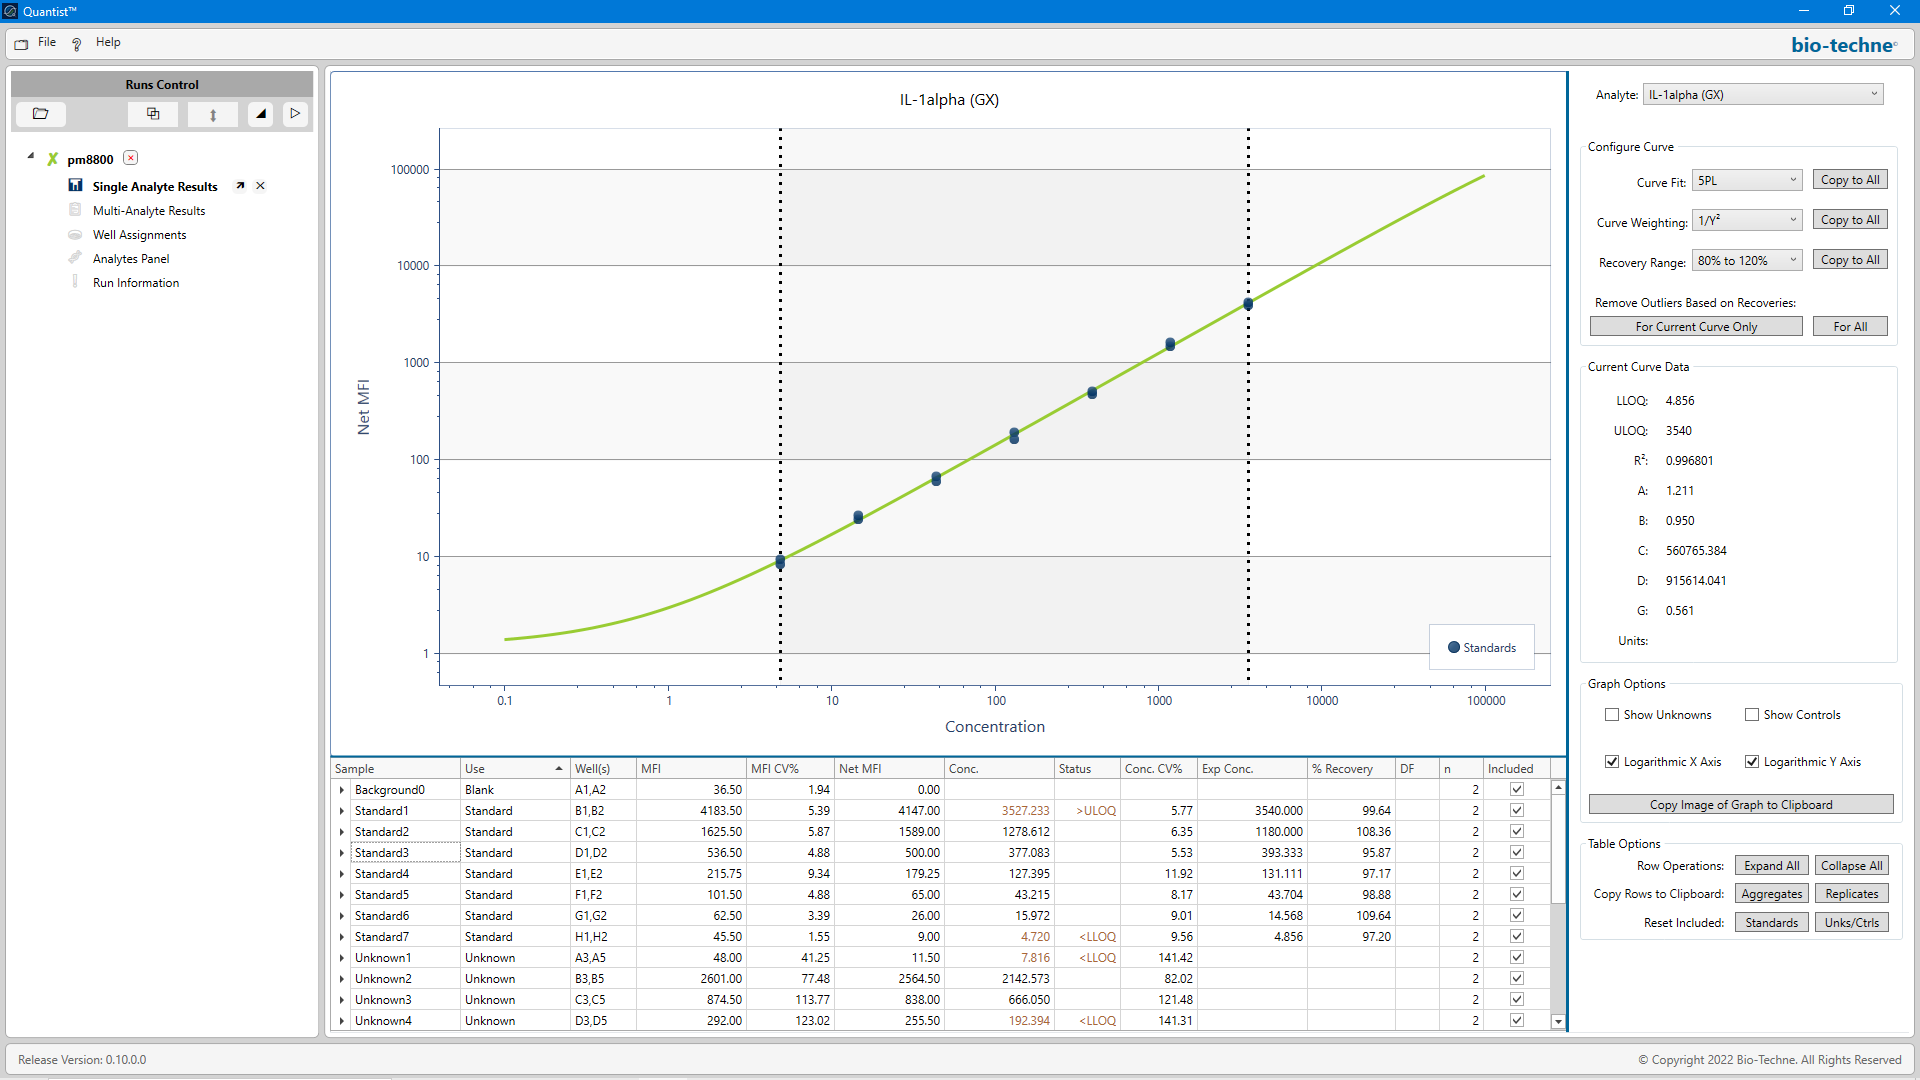 Quantist™
File Help
bio-techne
Runs Control
pm8800
Single Analyte Results
Multi-Analyte Results
Well Assignments
Analytes Panel
Run Information
IL-1alpha (GX)
Net MFI
100000
10000
1000
100
10
1
0.1 1 10 100 1000 10000 100000
Concentration
Standards
Analyte: IL-1alpha (GX)
Configure Curve
Curve Fit: 5PL Copy to All
Curve Weighting: 1/Y² Copy to All
Recovery Range: 80% to 120% Copy to All
Remove Outliers Based on Recoveries:
For Current Curve Only For All
Current Curve Data
LLOQ: 4.856
ULOQ: 3540
R²: 0.996801
A: 1.211
B: 0.950
C: 560765.384
D: 915614.041
G: 0.561
Units:
Graph Options
Show Unknowns Show Controls
Logarithmic X Axis Logarithmic Y Axis
Copy Image of Graph to Clipboard
Table Options
Row Operations: Expand All Collapse All
Copy Rows to Clipboard: Aggregates Replicates
Reset Included: Standards Unks/Ctrls
Sample Use Well(s) MFI MFI CV% Net MFI Conc. Status Conc. CV% Exp Conc. % Recovery DF n Included
Background0 Blank A1,A2 36.50 1.94 0.00 2
Standard1 Standard B1,B2 4183.50 5.39 4147.00 3527.233 >ULOQ 5.77 3540.000 99.64 2
Standard2 Standard C1,C2 1625.50 5.87 1589.00 1278.612 6.35 1180.000 108.36 2
Standard3 Standard D1,D2 536.50 4.88 500.00 377.083 5.53 393.333 95.87 2
Standard4 Standard E1,E2 215.75 9.34 179.25 127.395 11.92 131.111 97.17 2
Standard5 Standard F1,F2 101.50 4.88 65.00 43.215 8.17 43.704 98.88 2
Standard6 Standard G1,G2 62.50 3.39 26.00 15.972 9.01 14.568 109.64 2
Standard7 Standard H1,H2 45.50 1.55 9.00 4.720 <LLOQ 9.56 4.856 97.20 2
Unknown1 Unknown A3,A5 48.00 41.25 11.50 7.816 <LLOQ 141.42 2
Unknown2 Unknown B3,B5 2601.00 77.48 2564.50 2142.573 82.02 2
Unknown3 Unknown C3,C5 874.50 113.77 838.00 666.050 121.48 2
Unknown4 Unknown D3,D5 292.00 123.02 255.50 192.394 <LLOQ 141.31 2
Release Version: 0.10.0.0
© Copyright 2022 Bio-Techne. All Rights Reserved